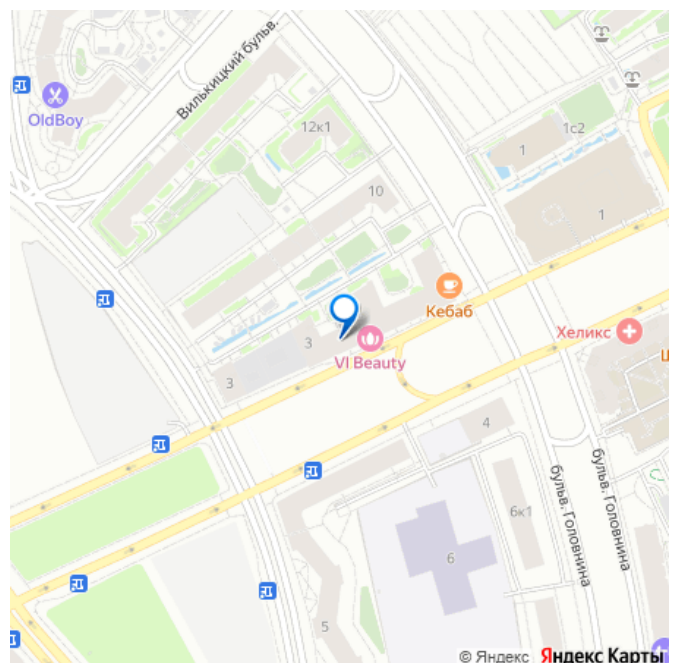 Вилькицкий бульв.
OldBoy
12к1
1с2
1
10
1
Кебаб
Хеликс
3
VI Beauty
3
4
бульв. Головнина
бульв. Головнина
6к1
6
5
© Яндекс Яндекс Карты